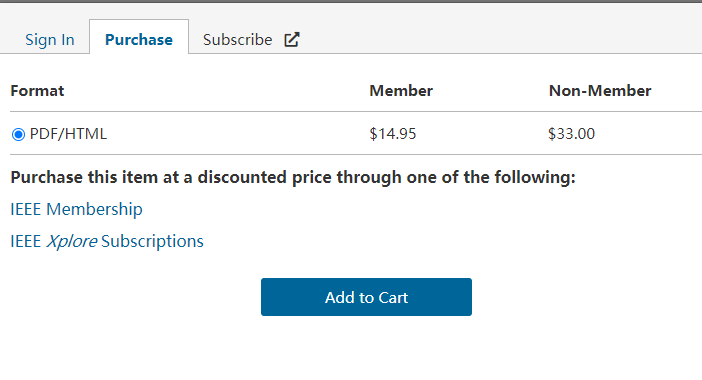 Sign In Purchase Subscribe
Format Member Non-Member
PDF/HTML $14.95 $33.00
Purchase this item at a discounted price through one of the following:
IEEE Membership
IEEE Xplore Subscriptions
Add to Cart